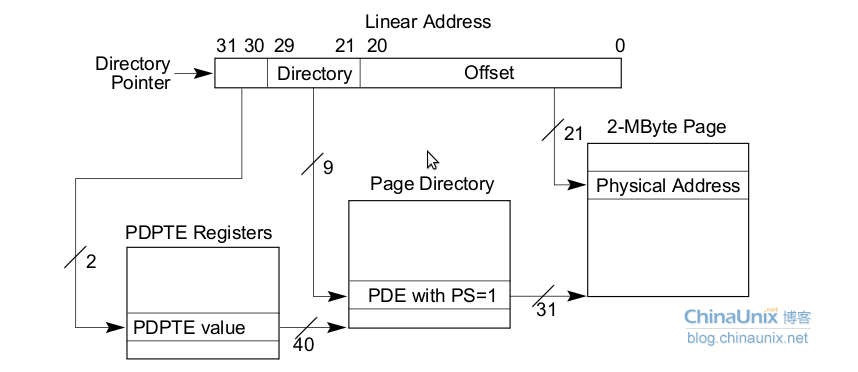 Linear Address
31 30 29 21 20 0
Directory
Pointer
Directory
Offset
21
2-MByte Page
9
Page Directory
Physical Address
PDPTE Registers
2
PDE with PS=1
31
PDPTE value
40
ChinaUnix.net 博客
blog.chinaunix.net